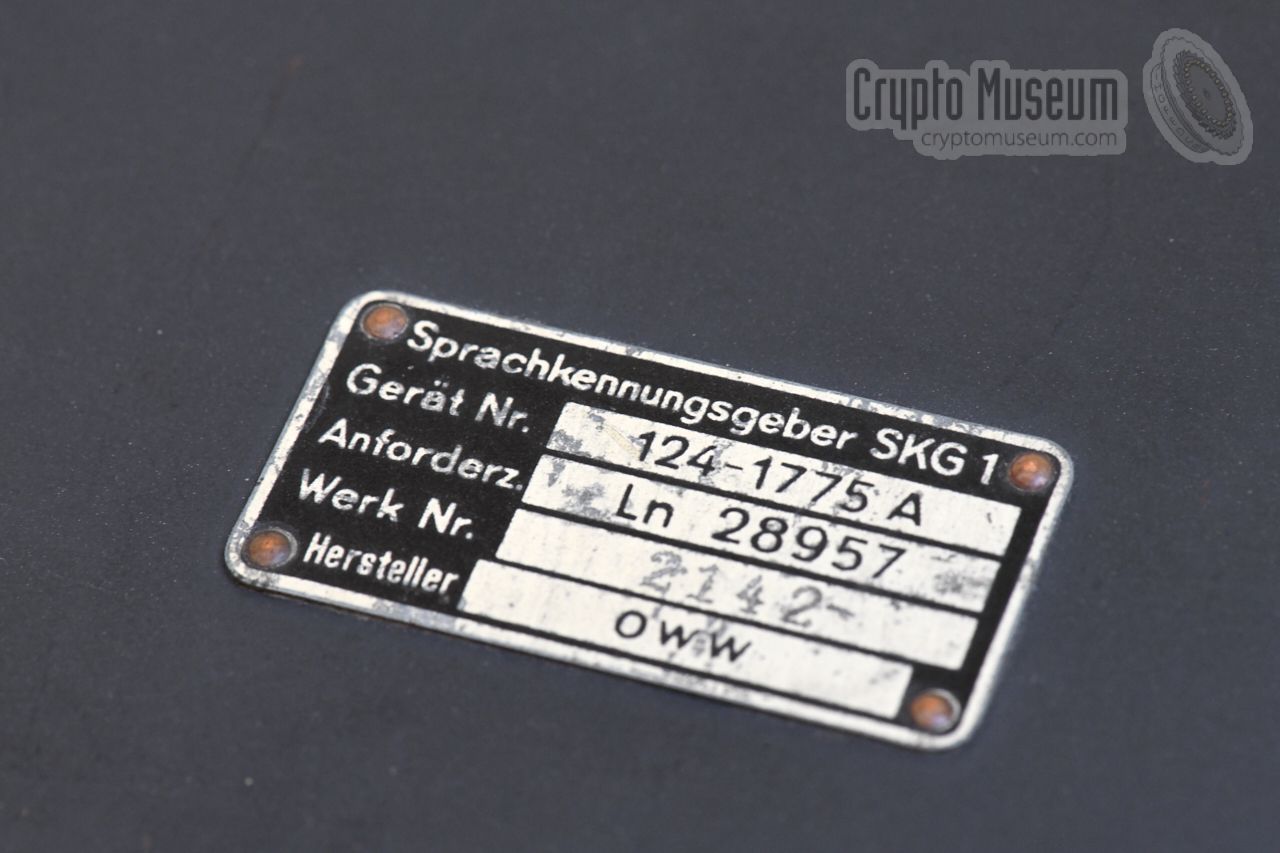 Crypto Museum
cryptomuseum.com
Sprachkennungsgeber SKG 1
Gerät Nr. 124-1775 A
Anforderz. Ln 28957
Werk Nr. 2142-
Hersteller oww